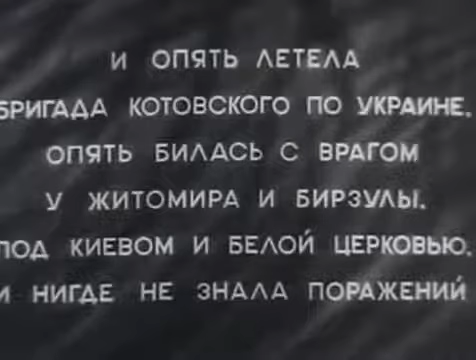 И ОПЯТЬ ЛЕТЕЛА
БРИГАДА КОТОВСКОГО ПО УКРАИНЕ.
ОПЯТЬ БИЛАСЬ С ВРАГОМ
У ЖИТОМИРА И БИРЗУЛЫ.
ПОД КИЕВОМ И БЕЛОЙ ЦЕРКОВЬЮ.
И НИГДЕ НЕ ЗНАЛА ПОРАЖЕНИЙ